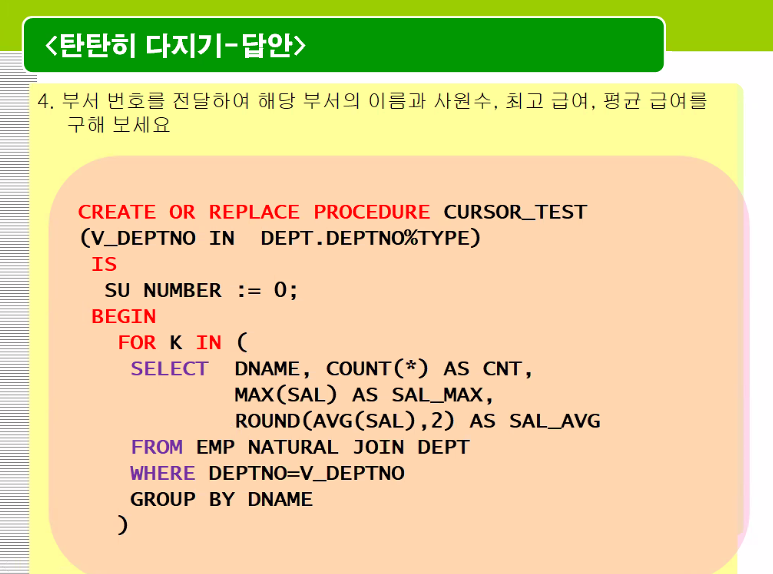 <탄탄히 다지기-답안>
4. 부서 번호를 전달하여 해당 부서의 이름과 사원수, 최고 급여, 평균 급여를
구해 보세요
CREATE OR REPLACE PROCEDURE CURSOR_TEST
(V_DEPTNO IN  DEPT.DEPTNO%TYPE)
IS
SU NUMBER := 0;
BEGIN
FOR K IN (
SELECT  DNAME, COUNT(*) AS CNT,
MAX(SAL) AS SAL_MAX,
ROUND(AVG(SAL),2) AS SAL_AVG
FROM EMP NATURAL JOIN DEPT
WHERE DEPTNO=V_DEPTNO
GROUP BY DNAME
)